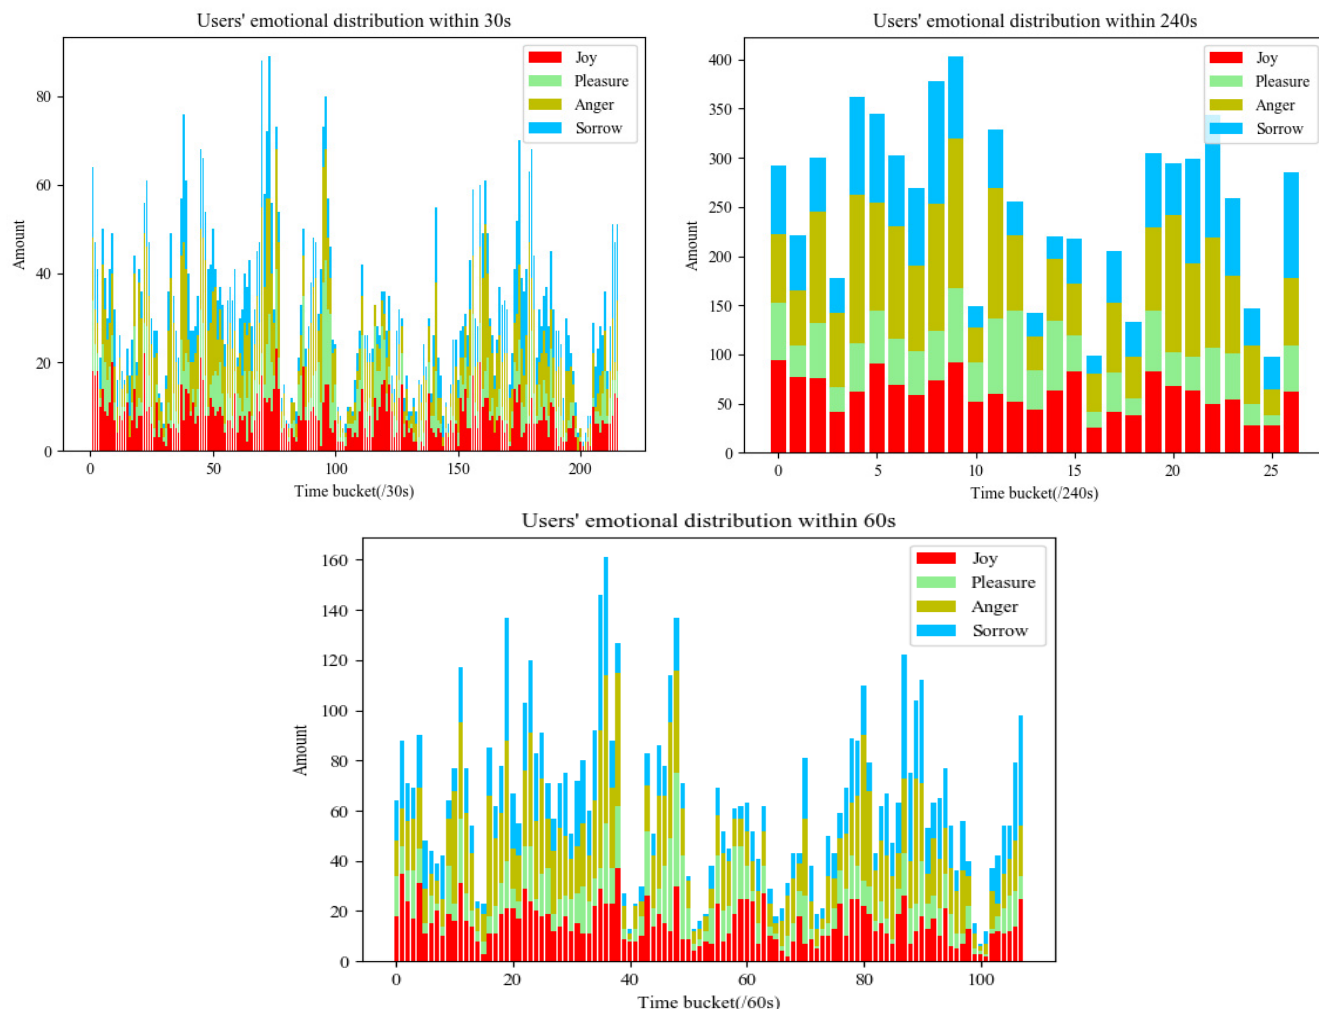 Users' emotional distribution within 30s
80
60
40
20
0
Amount
Joy
Pleasure
Anger
Sorrow
0 50 100 150 200
Time bucket(/30s)
Users' emotional distribution within 240s
400
350
300
250
200
150
100
50
0
Amount
Joy
Pleasure
Anger
Sorrow
0 5 10 15 20 25
Time bucket(/240s)
Users' emotional distribution within 60s
160
140
120
100
80
60
40
20
0
Amount
Joy
Pleasure
Anger
Sorrow
0 20 40 60 80 100
Time bucket(/60s)